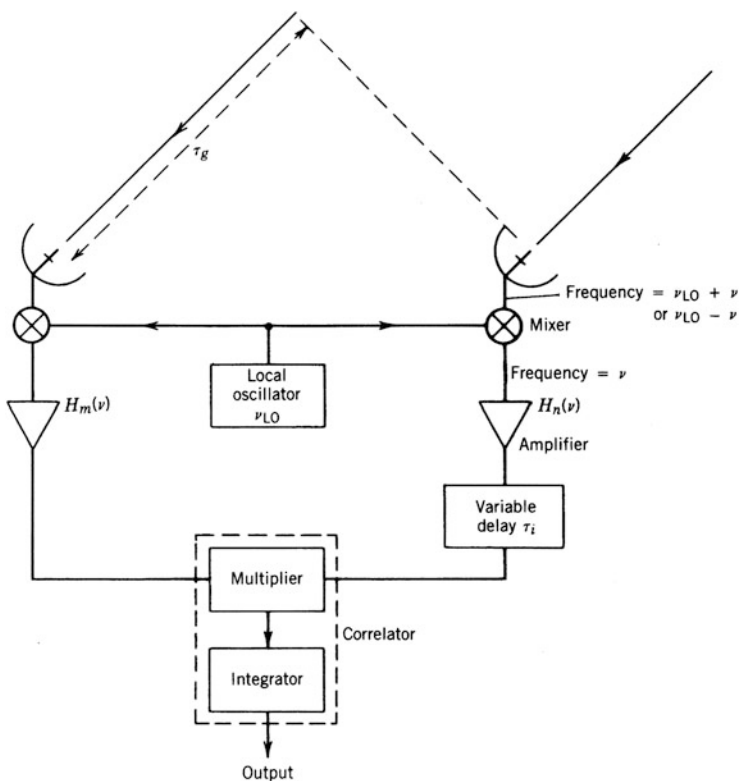 τg
Frequency = νLO + ν
or νLO − ν
Mixer
Local
oscillator
νLO
Frequency = ν
Hm(ν)
Hn(ν)
Amplifier
Variable
delay τi
Multiplier
Correlator
Integrator
Output